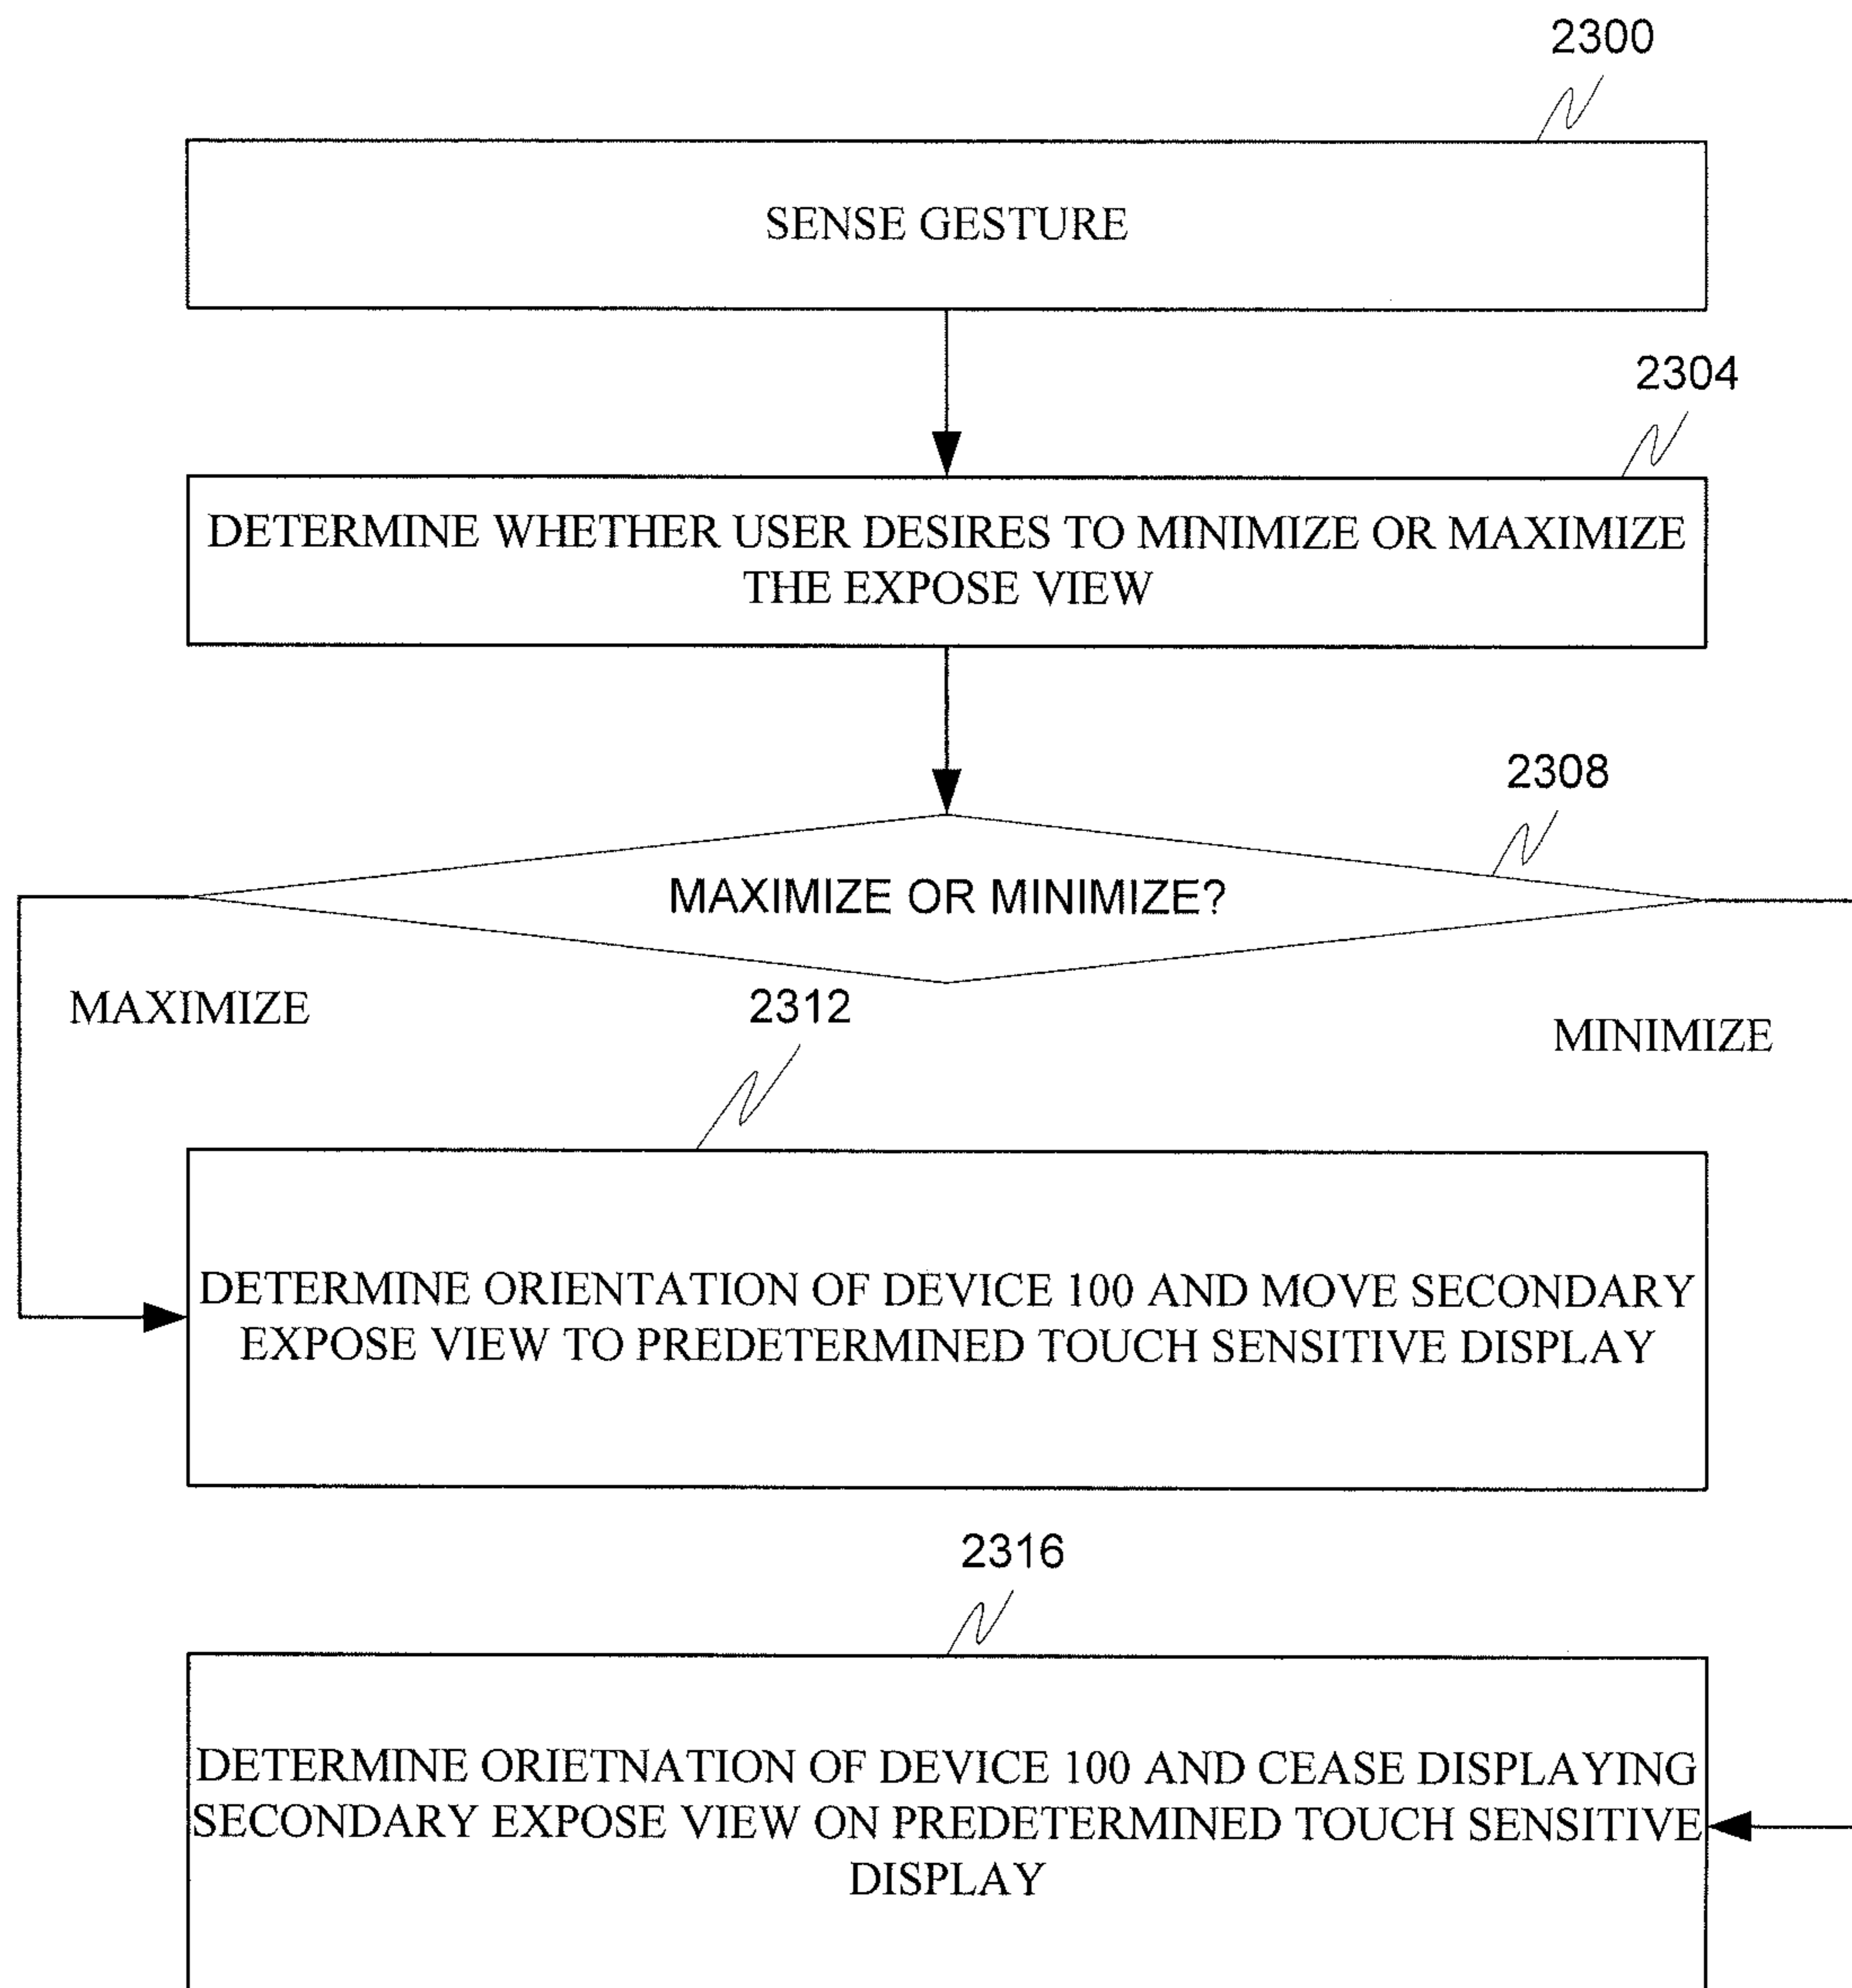 2300
SENSE GESTURE
2304
DETERMINE WHETHER USER DESIRES TO MINIMIZE OR MAXIMIZE
THE EXPOSE VIEW
2308
MAXIMIZE OR MINIMIZE?
MAXIMIZE
2312
MINIMIZE
DETERMINE ORIENTATION OF DEVICE 100 AND MOVE SECONDARY
EXPOSE VIEW TO PREDETERMINED TOUCH SENSITIVE DISPLAY
2316
DETERMINE ORIETNATION OF DEVICE 100 AND CEASE DISPLAYING
SECONDARY EXPOSE VIEW ON PREDETERMINED TOUCH SENSITIVE
DISPLAY